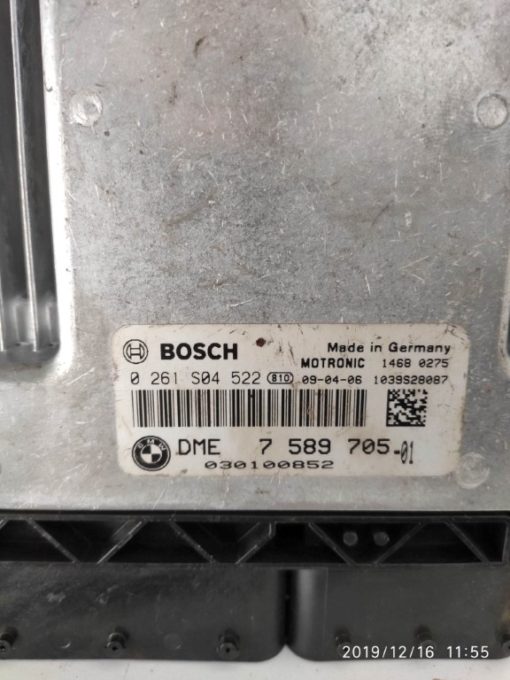 BOSCH Made in Germany
MOTRONIC 1468 0275
0 261 S04 522 810 09-04-06 1039S28087
BMW DME 7 589 705-01
030100852
2019/12/16 11:55